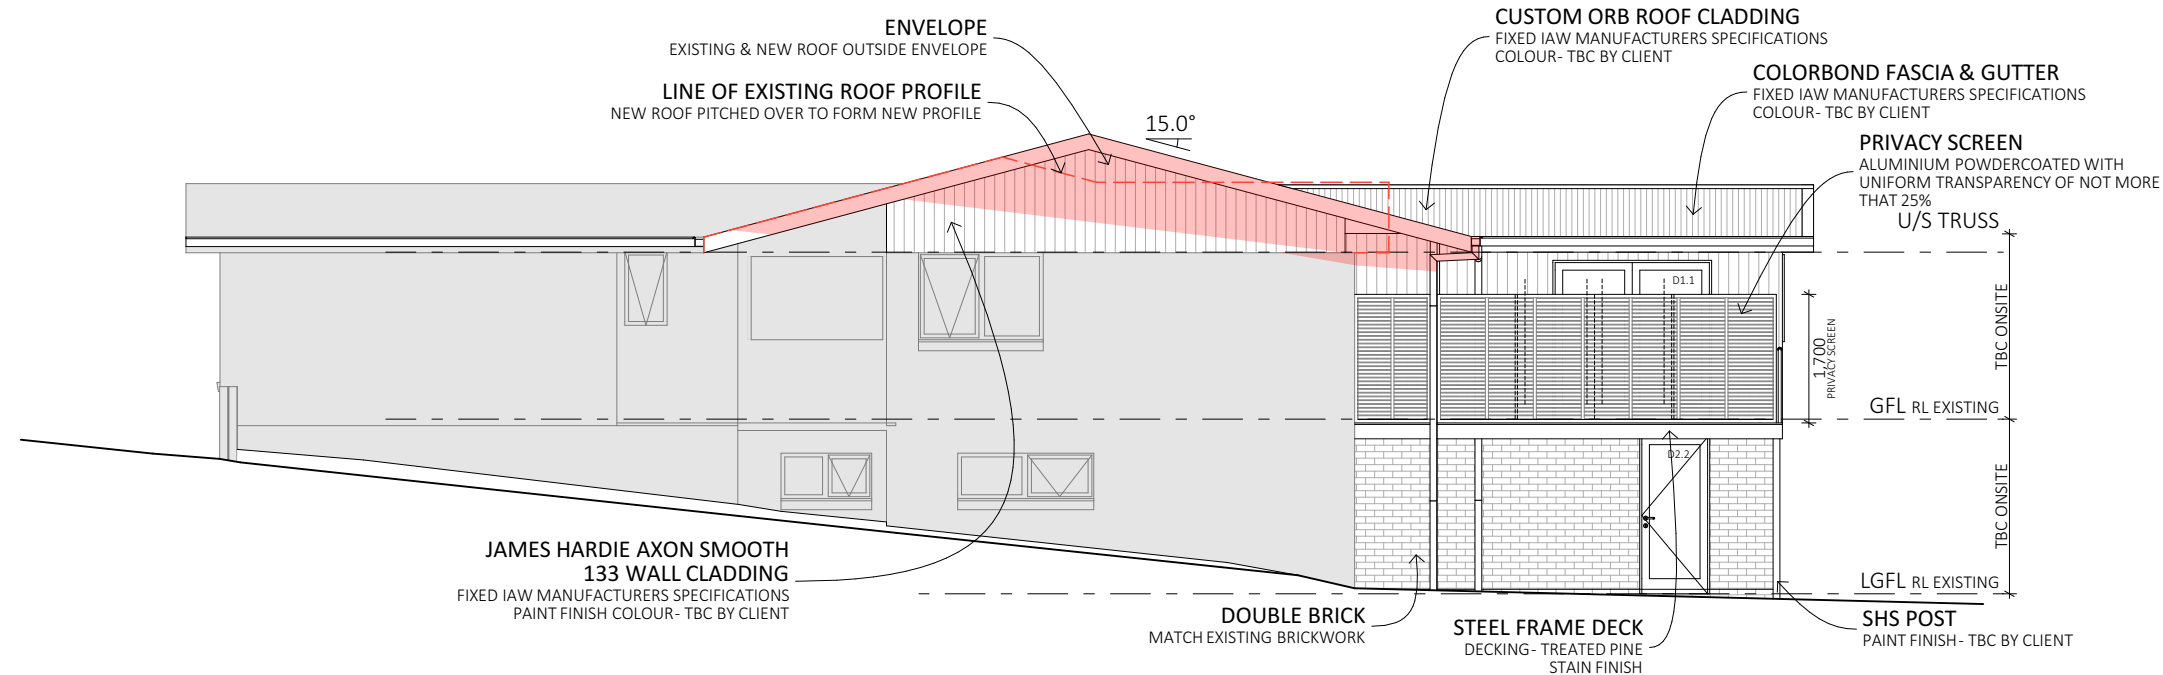 ENVELOPE
EXISTING & NEW ROOF OUTSIDE ENVELOPE
LINE OF EXISTING ROOF PROFILE
NEW ROOF PITCHED OVER TO FORM NEW PROFILE
15.0°
CUSTOM ORB ROOF CLADDING
FIXED IAW MANUFACTURERS SPECIFICATIONS
COLOUR- TBC BY CLIENT
COLORBOND FASCIA & GUTTER
FIXED IAW MANUFACTURERS SPECIFICATIONS
COLOUR- TBC BY CLIENT
PRIVACY SCREEN
ALUMINIUM POWDERCOATED WITH
UNIFORM TRANSPARENCY OF NOT MORE
THAT 25%
U/S TRUSS
D1.1
1,700
PRIVACY SCREEN
TBC ONSITE
GFL RL EXISTING
D2.2
TBC ONSITE
LGFL RL EXISTING
JAMES HARDIE AXON SMOOTH
133 WALL CLADDING
FIXED IAW MANUFACTURERS SPECIFICATIONS
PAINT FINISH COLOUR- TBC BY CLIENT
DOUBLE BRICK
MATCH EXISTING BRICKWORK
STEEL FRAME DECK
DECKING- TREATED PINE
STAIN FINISH
SHS POST
PAINT FINISH- TBC BY CLIENT